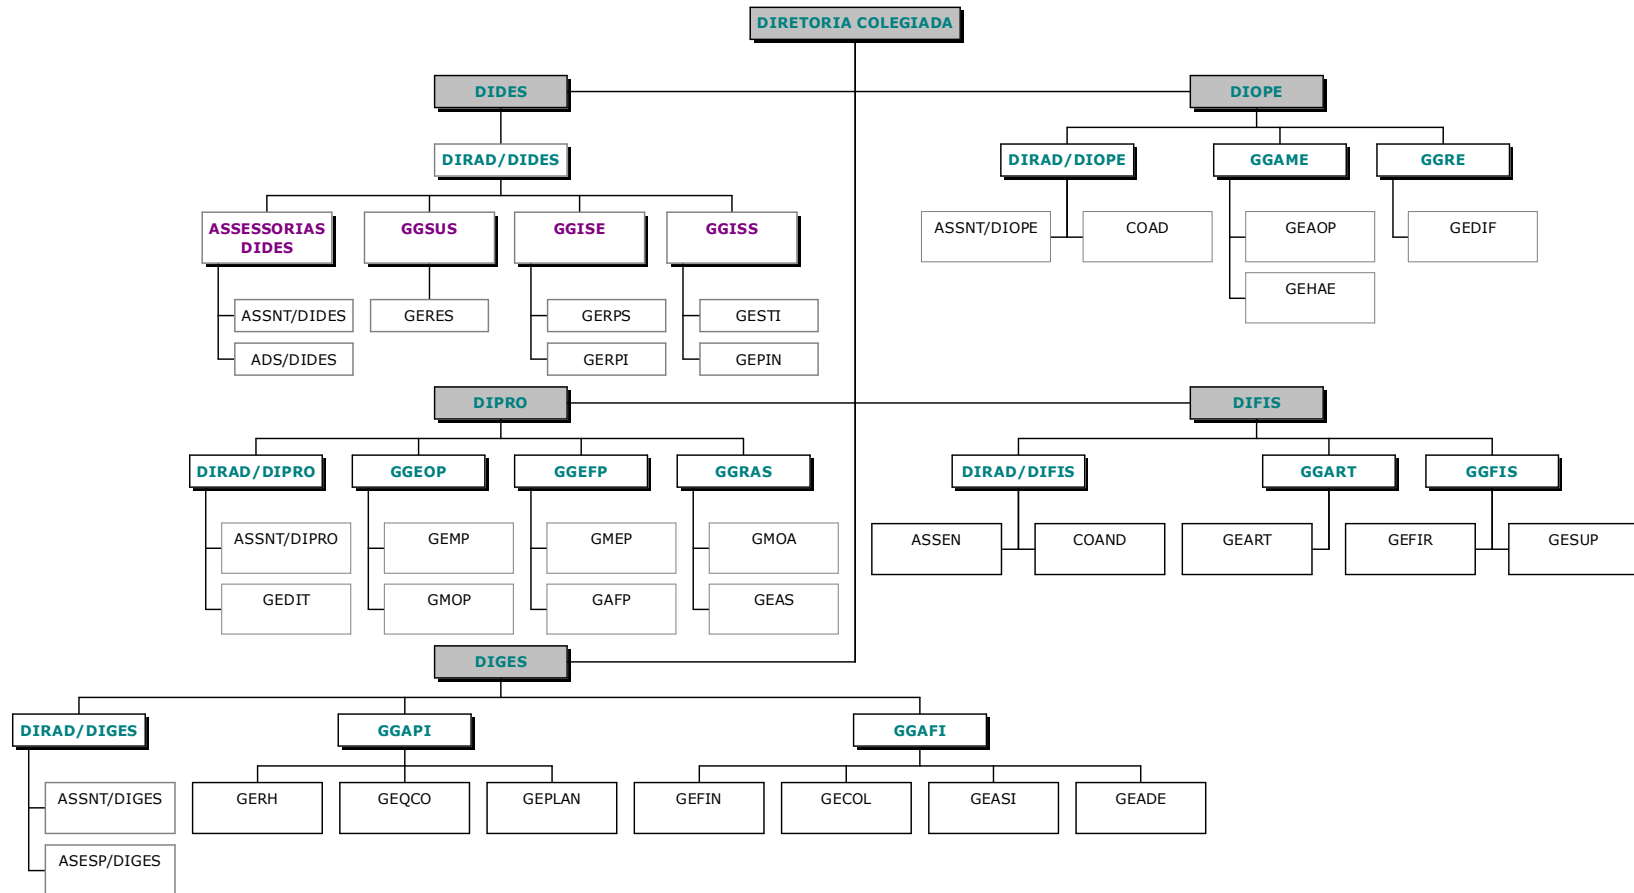 DIRETORIA COLEGIADA
DIDES
DIOPE
DIRAD/DIDES
DIRAD/DIOPE
GGAME
GGRE
ASSESSORIAS
DIDES
GGSUS
GGISE
GGISS
ASSNT/DIOPE
COAD
GEAOP
GEDIF
GEHAE
ASSNT/DIDES
GERES
GERPS
GESTI
ADS/DIDES
GERPI
GEPIN
DIPRO
DIFIS
DIRAD/DIPRO
GGEOP
GGEFP
GGRAS
DIRAD/DIFIS
GGART
GGFIS
ASSNT/DIPRO
GEMP
GMEP
GMOA
ASSEN
COAND
GEART
GEFIR
GESUP
GEDIT
GMOP
GAFP
GEAS
DIGES
DIRAD/DIGES
GGAPI
GGAFI
ASSNT/DIGES
GERH
GEQCO
GEPLAN
GEFIN
GECOL
GEASI
GEADE
ASESP/DIGES